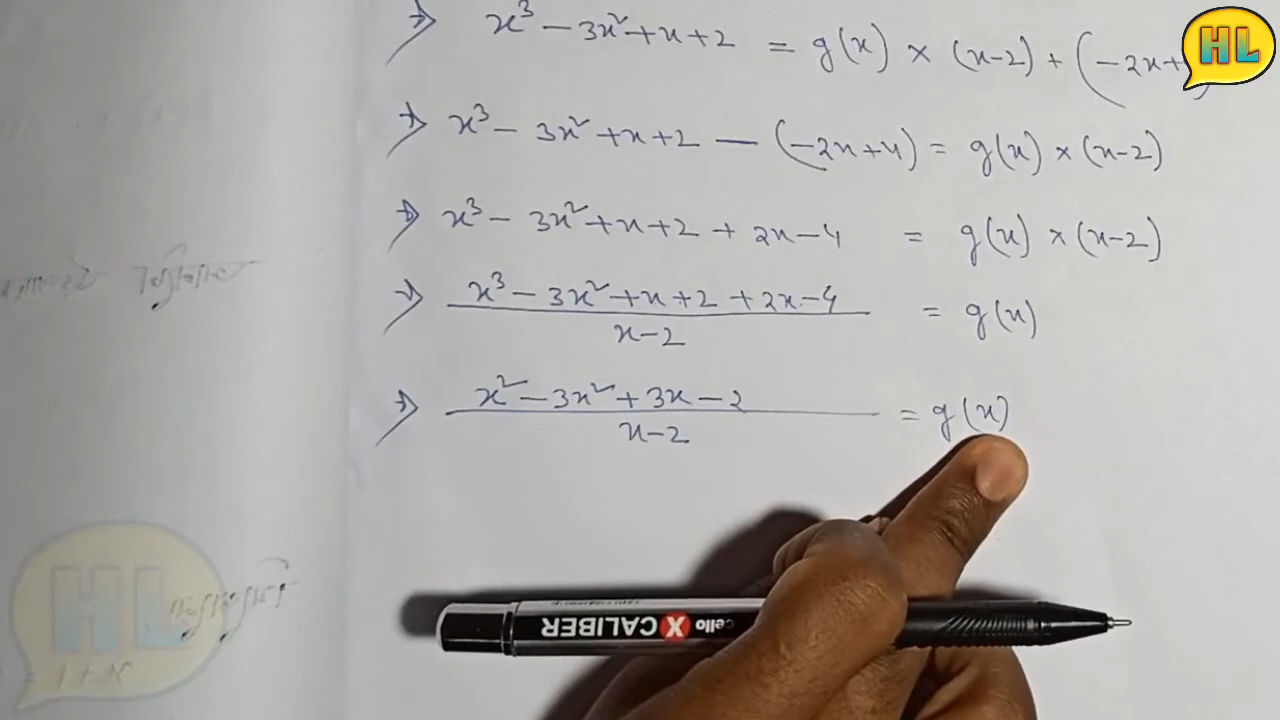 HL
⇒ x³ − 3x² + x + 2 = g(x) × (x−2) + (−2x+
⇒ x³ − 3x² + x + 2 − (−2x+4) = g(x) × (x−2)
⇒ x³ − 3x² + x + 2 + 2x − 4 = g(x) × (x−2)
⇒ x³ − 3x² + x + 2 + 2x − 4 / x−2 = g(x)
⇒ x² − 3x² + 3x − 2 / x−2 = g(x)
HL
cello X CALIBER